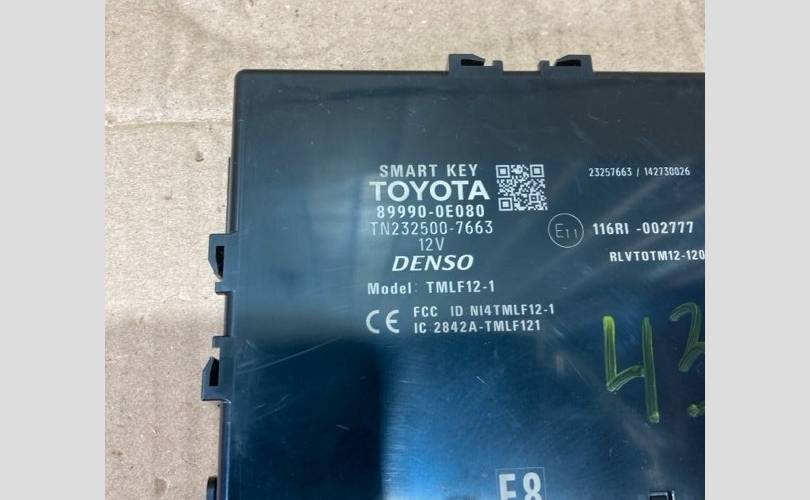 SMART KEY
TOYOTA
89990-0E080
TN232500-7663
12V
DENSO
Model: TMLF12-1
FCC ID NI4TMLF12-1
IC 2842A-TMLF121
CE
23257663 / 142730026
E11 116RI -002777
RLVTOTM12-120
43
E8